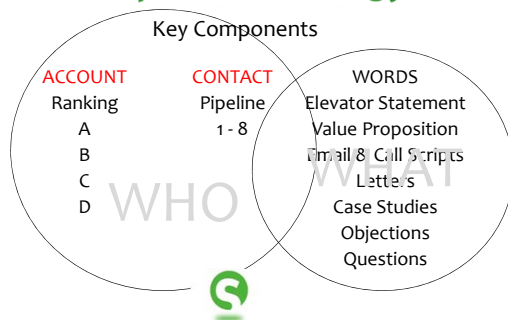 Key Components
ACCOUNT
Ranking
A
B
C
D
CONTACT
Pipeline
1 - 8
WHO
WORDS
Elevator Statement
Value Proposition
Email & Call Scripts
Letters
Case Studies
Objections
Questions
WHAT
S